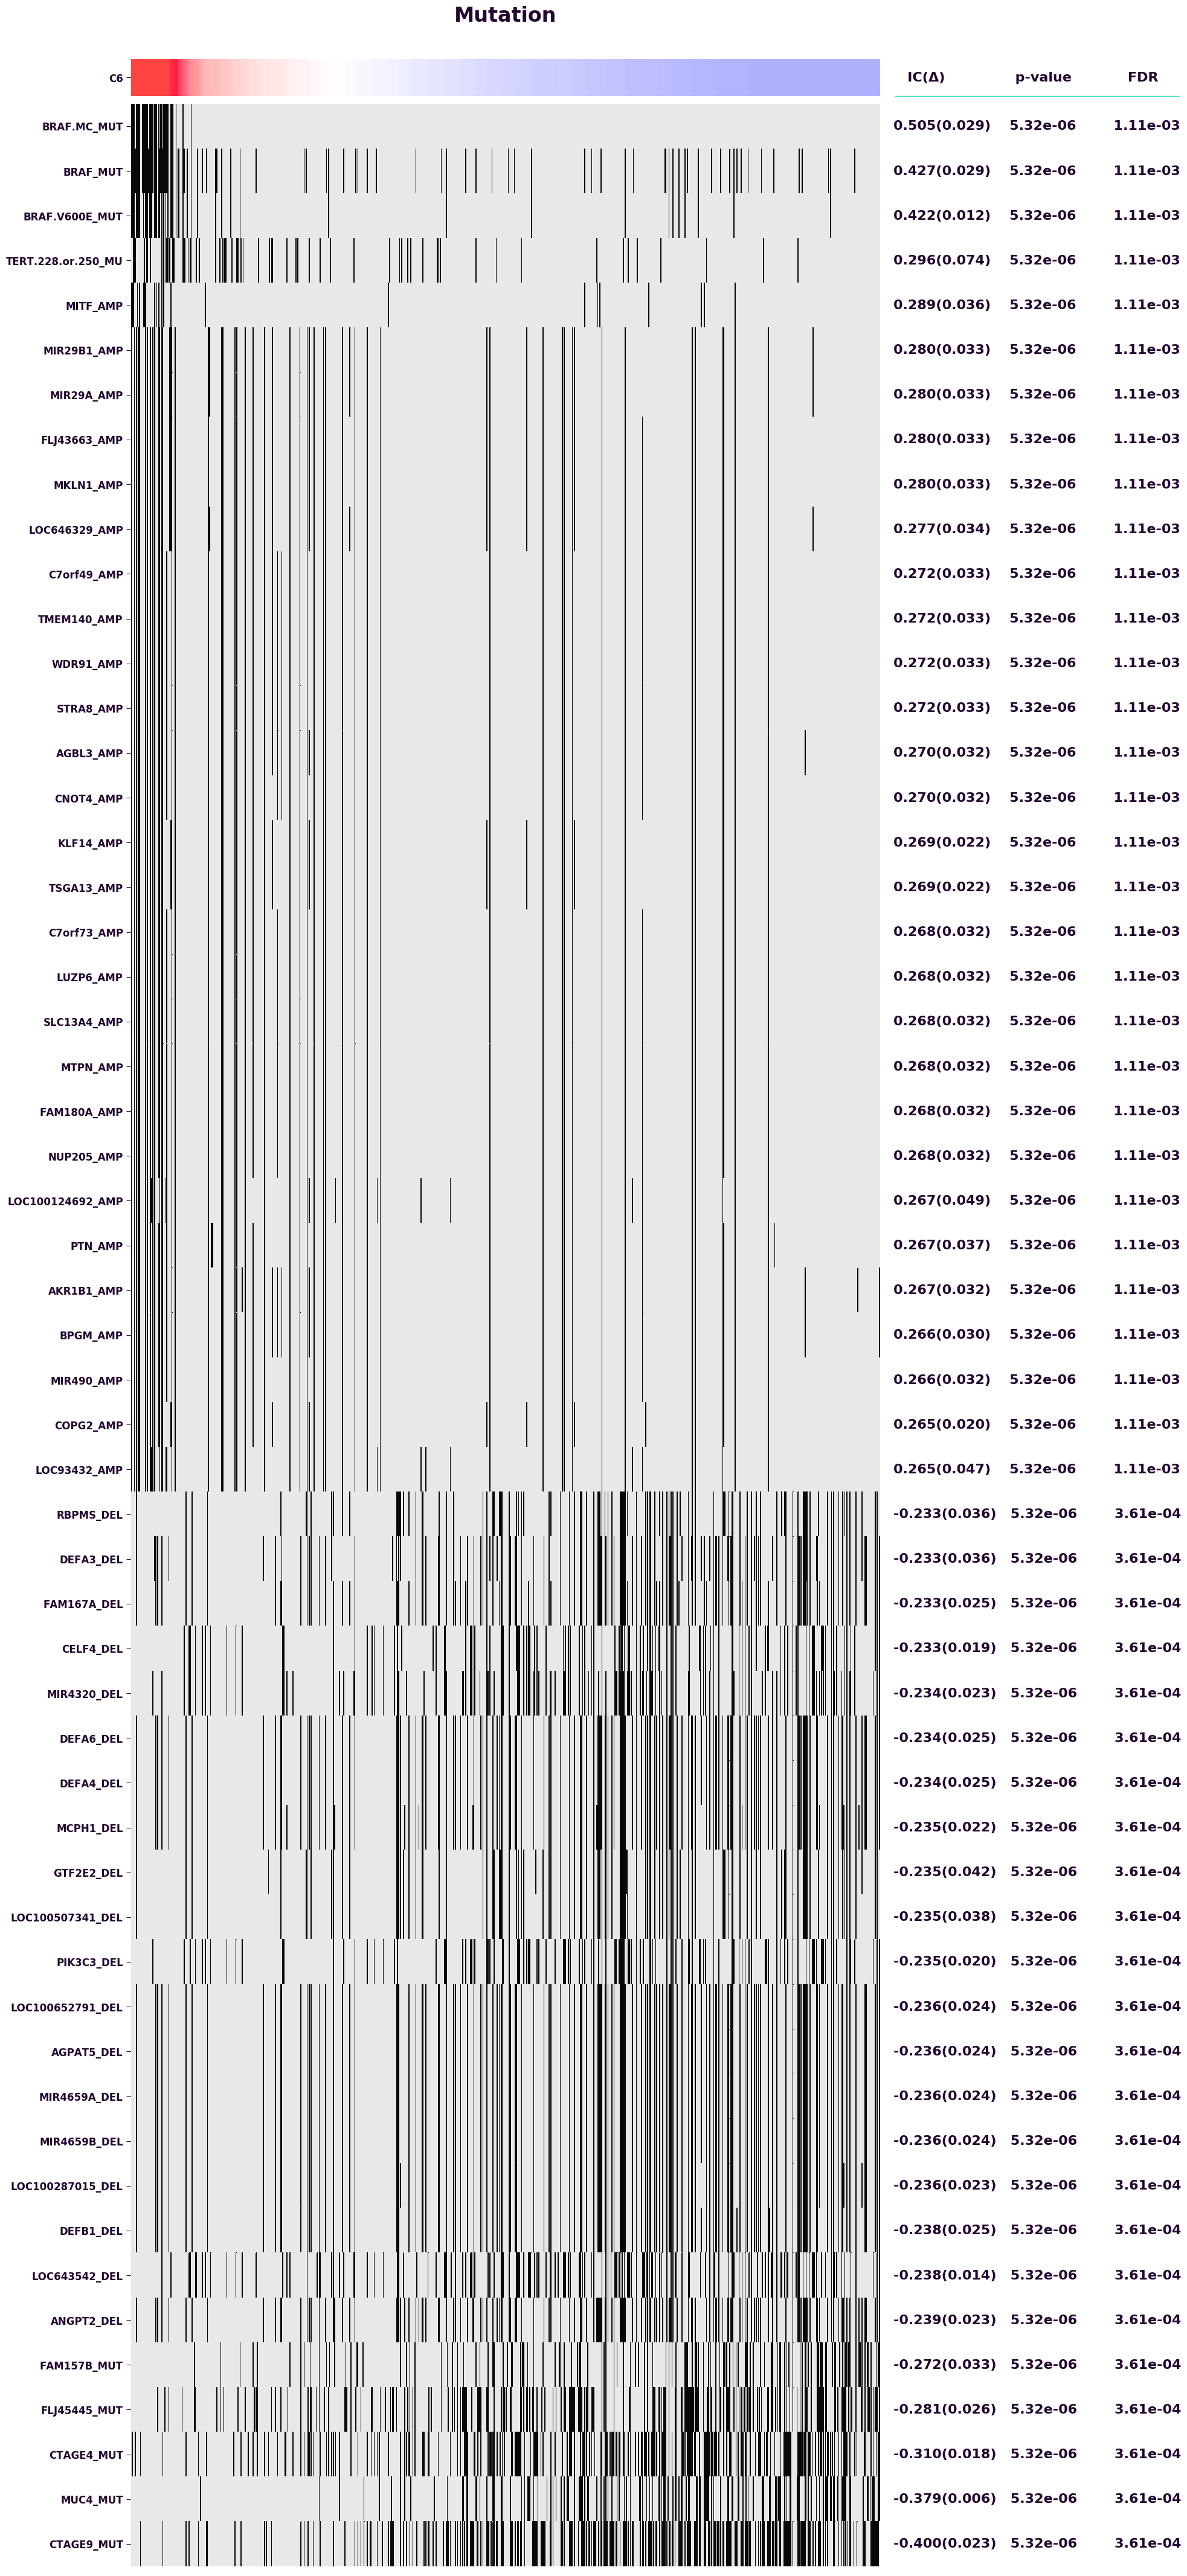 Mutation
C6 IC(Δ) p-value FDR
BRAF.MC_MUT 0.505(0.029) 5.32e-06 1.11e-03
BRAF_MUT 0.427(0.029) 5.32e-06 1.11e-03
BRAF.V600E_MUT 0.422(0.012) 5.32e-06 1.11e-03
TERT.228.or.250_MU 0.296(0.074) 5.32e-06 1.11e-03
MITF_AMP 0.289(0.036) 5.32e-06 1.11e-03
MIR29B1_AMP 0.280(0.033) 5.32e-06 1.11e-03
MIR29A_AMP 0.280(0.033) 5.32e-06 1.11e-03
FLJ43663_AMP 0.280(0.033) 5.32e-06 1.11e-03
MKLN1_AMP 0.280(0.033) 5.32e-06 1.11e-03
LOC646329_AMP 0.277(0.034) 5.32e-06 1.11e-03
C7orf49_AMP 0.272(0.033) 5.32e-06 1.11e-03
TMEM140_AMP 0.272(0.033) 5.32e-06 1.11e-03
WDR91_AMP 0.272(0.033) 5.32e-06 1.11e-03
STRA8_AMP 0.272(0.033) 5.32e-06 1.11e-03
AGBL3_AMP 0.270(0.032) 5.32e-06 1.11e-03
CNOT4_AMP 0.270(0.032) 5.32e-06 1.11e-03
KLF14_AMP 0.269(0.022) 5.32e-06 1.11e-03
TSGA13_AMP 0.269(0.022) 5.32e-06 1.11e-03
C7orf73_AMP 0.268(0.032) 5.32e-06 1.11e-03
LUZP6_AMP 0.268(0.032) 5.32e-06 1.11e-03
SLC13A4_AMP 0.268(0.032) 5.32e-06 1.11e-03
MTPN_AMP 0.268(0.032) 5.32e-06 1.11e-03
FAM180A_AMP 0.268(0.032) 5.32e-06 1.11e-03
NUP205_AMP 0.268(0.032) 5.32e-06 1.11e-03
LOC100124692_AMP 0.267(0.049) 5.32e-06 1.11e-03
PTN_AMP 0.267(0.037) 5.32e-06 1.11e-03
AKR1B1_AMP 0.267(0.032) 5.32e-06 1.11e-03
BPGM_AMP 0.266(0.030) 5.32e-06 1.11e-03
MIR490_AMP 0.266(0.032) 5.32e-06 1.11e-03
COPG2_AMP 0.265(0.020) 5.32e-06 1.11e-03
LOC93432_AMP 0.265(0.047) 5.32e-06 1.11e-03
RBPMS_DEL -0.233(0.036) 5.32e-06 3.61e-04
DEFA3_DEL -0.233(0.036) 5.32e-06 3.61e-04
FAM167A_DEL -0.233(0.025) 5.32e-06 3.61e-04
CELF4_DEL -0.233(0.019) 5.32e-06 3.61e-04
MIR4320_DEL -0.234(0.023) 5.32e-06 3.61e-04
DEFA6_DEL -0.234(0.025) 5.32e-06 3.61e-04
DEFA4_DEL -0.234(0.025) 5.32e-06 3.61e-04
MCPH1_DEL -0.235(0.022) 5.32e-06 3.61e-04
GTF2E2_DEL -0.235(0.042) 5.32e-06 3.61e-04
LOC100507341_DEL -0.235(0.038) 5.32e-06 3.61e-04
PIK3C3_DEL -0.235(0.020) 5.32e-06 3.61e-04
LOC100652791_DEL -0.236(0.024) 5.32e-06 3.61e-04
AGPAT5_DEL -0.236(0.024) 5.32e-06 3.61e-04
MIR4659A_DEL -0.236(0.024) 5.32e-06 3.61e-04
MIR4659B_DEL -0.236(0.024) 5.32e-06 3.61e-04
LOC100287015_DEL -0.236(0.023) 5.32e-06 3.61e-04
DEFB1_DEL -0.238(0.025) 5.32e-06 3.61e-04
LOC643542_DEL -0.238(0.014) 5.32e-06 3.61e-04
ANGPT2_DEL -0.239(0.023) 5.32e-06 3.61e-04
FAM157B_MUT -0.272(0.033) 5.32e-06 3.61e-04
FLJ45445_MUT -0.281(0.026) 5.32e-06 3.61e-04
CTAGE4_MUT -0.310(0.018) 5.32e-06 3.61e-04
MUC4_MUT -0.379(0.006) 5.32e-06 3.61e-04
CTAGE9_MUT -0.400(0.023) 5.32e-06 3.61e-04